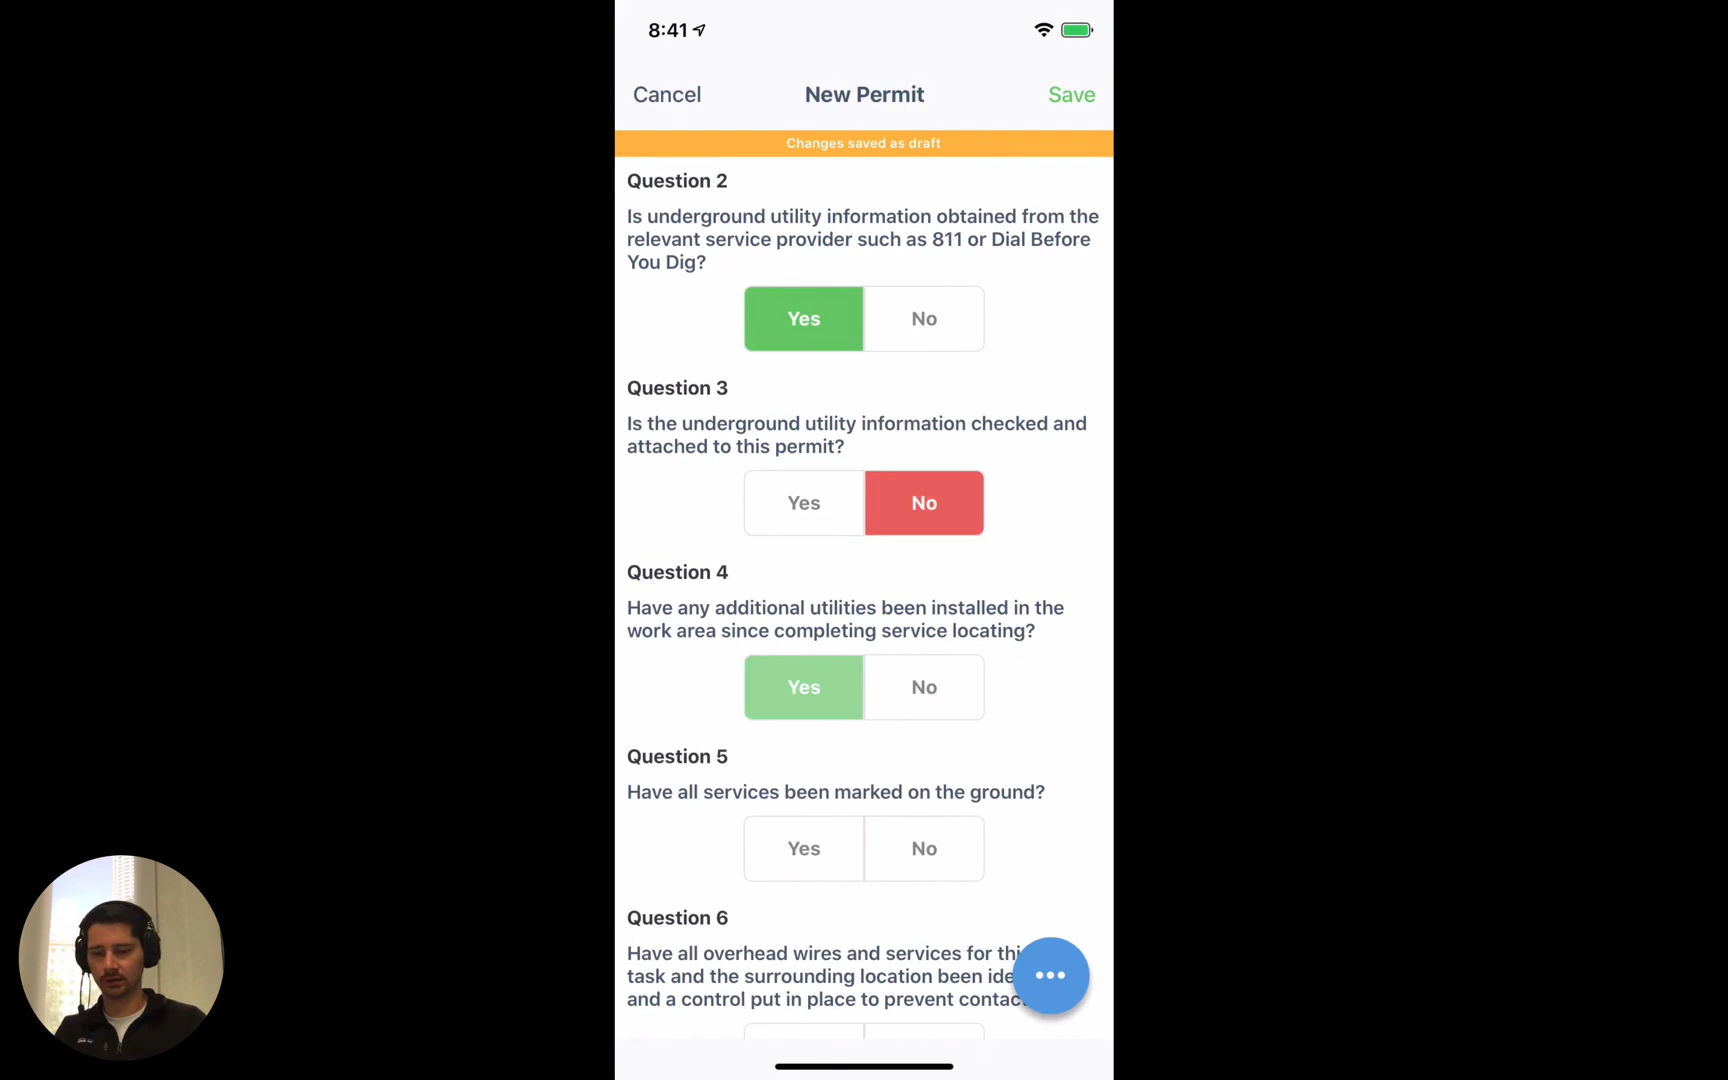 8:41
Cancel New Permit Save
Changes saved as draft
Question 2
Is underground utility information obtained from the
relevant service provider such as 811 or Dial Before
You Dig?
Yes No
Question 3
Is the underground utility information checked and
attached to this permit?
Yes No
Question 4
Have any additional utilities been installed in the
work area since completing service locating?
Yes No
Question 5
Have all services been marked on the ground?
Yes No
Question 6
Have all overhead wires and services for
task and the surrounding location been
and a control put in place to prevent